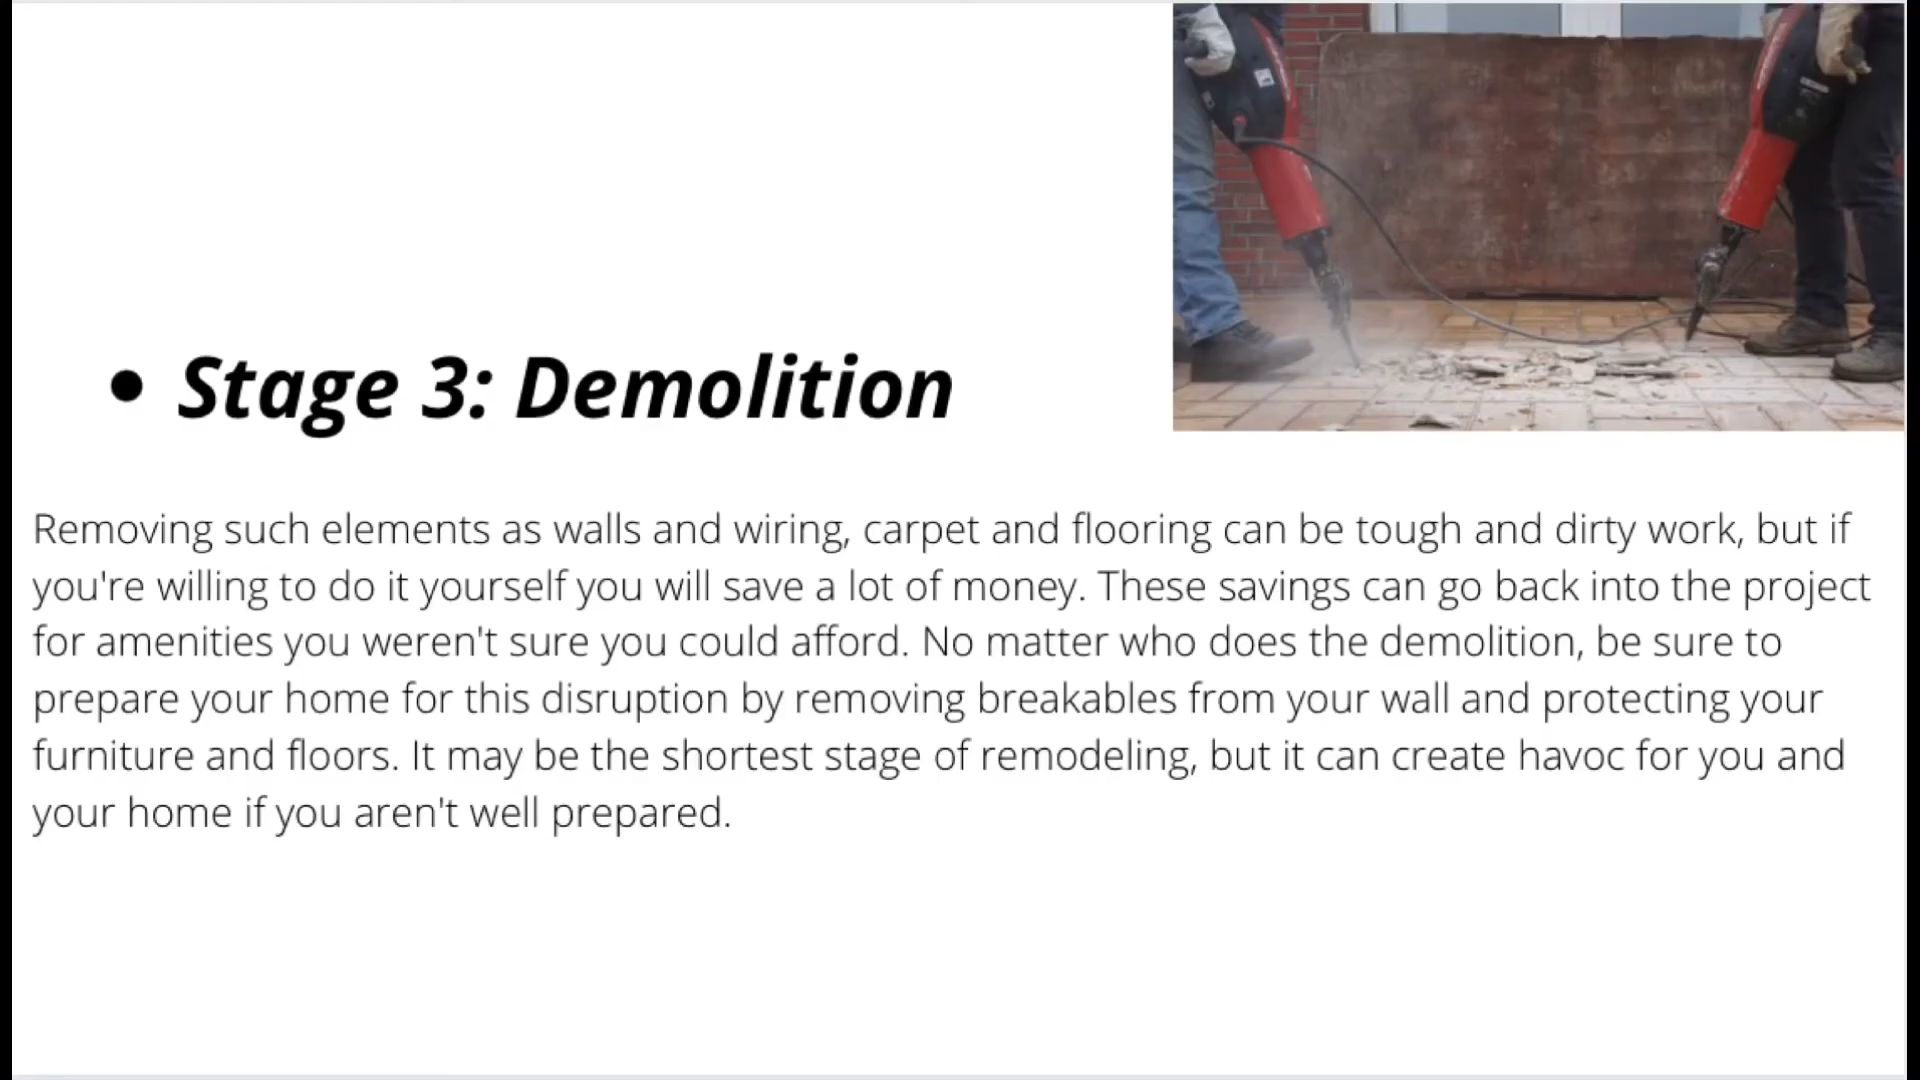 • Stage 3: Demolition
Removing such elements as walls and wiring, carpet and flooring can be tough and dirty work, but if
you're willing to do it yourself you will save a lot of money. These savings can go back into the project
for amenities you weren't sure you could afford. No matter who does the demolition, be sure to
prepare your home for this disruption by removing breakables from your wall and protecting your
furniture and floors. It may be the shortest stage of remodeling, but it can create havoc for you and
your home if you aren't well prepared.